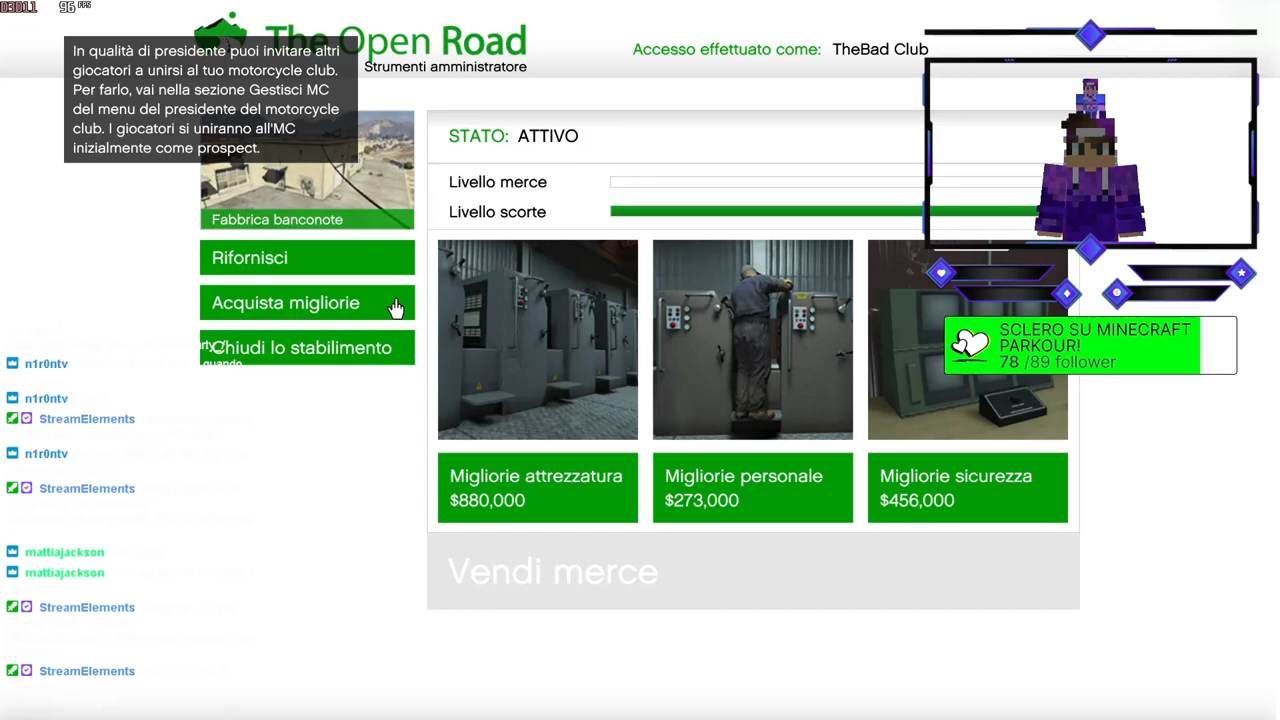 D3D11 96 FPS
The Open Road
Strumenti amministratore
Accesso effettuato come: TheBad Club
In qualità di presidente puoi invitare altri
giocatori a unirsi al tuo motorcycle club.
Per farlo, vai nella sezione Gestisci MC
del menu del presidente del motorcycle
club. I giocatori si uniranno all'MC
inizialmente come prospect.
Fabbrica banconote
Rifornisci
Acquista migliorie
Chiudi lo stabilimento
quando
STATO: ATTIVO
Livello merce
Livello scorte
Migliorie attrezzatura
$880,000
Migliorie personale
$273,000
Migliorie sicurezza
$456,000
Vendi merce
SCLERO SU MINECRAFT
PARKOUR!
78 /89 follower
n1r0ntv
n1r0ntv
StreamElements
n1r0ntv
StreamElements
mattiajackson
mattiajackson
StreamElements
StreamElements